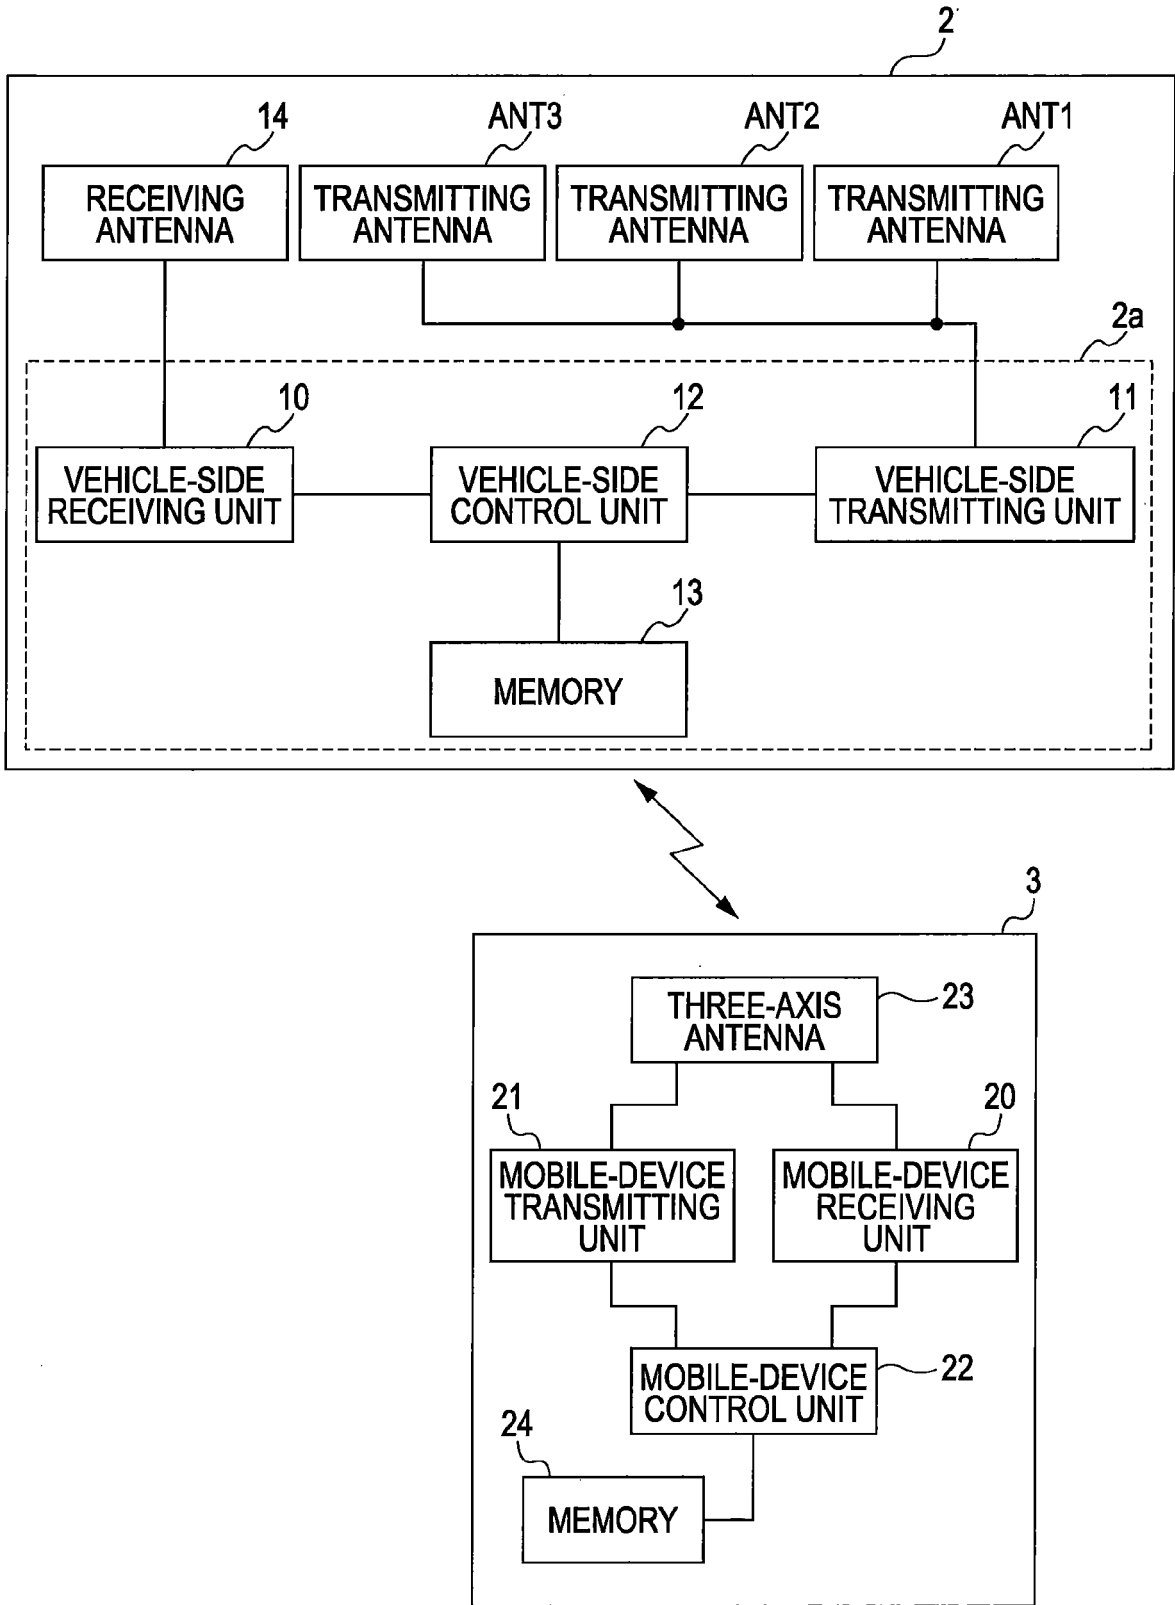 2
14
ANT3
ANT2
ANT1
RECEIVING
ANTENNA
TRANSMITTING
ANTENNA
TRANSMITTING
ANTENNA
TRANSMITTING
ANTENNA
2a
10
12
11
VEHICLE-SIDE
RECEIVING UNIT
VEHICLE-SIDE
CONTROL UNIT
VEHICLE-SIDE
TRANSMITTING UNIT
13
MEMORY
3
THREE-AXIS
ANTENNA
23
21
20
MOBILE-DEVICE
TRANSMITTING
UNIT
MOBILE-DEVICE
RECEIVING
UNIT
MOBILE-DEVICE
CONTROL UNIT
22
24
MEMORY